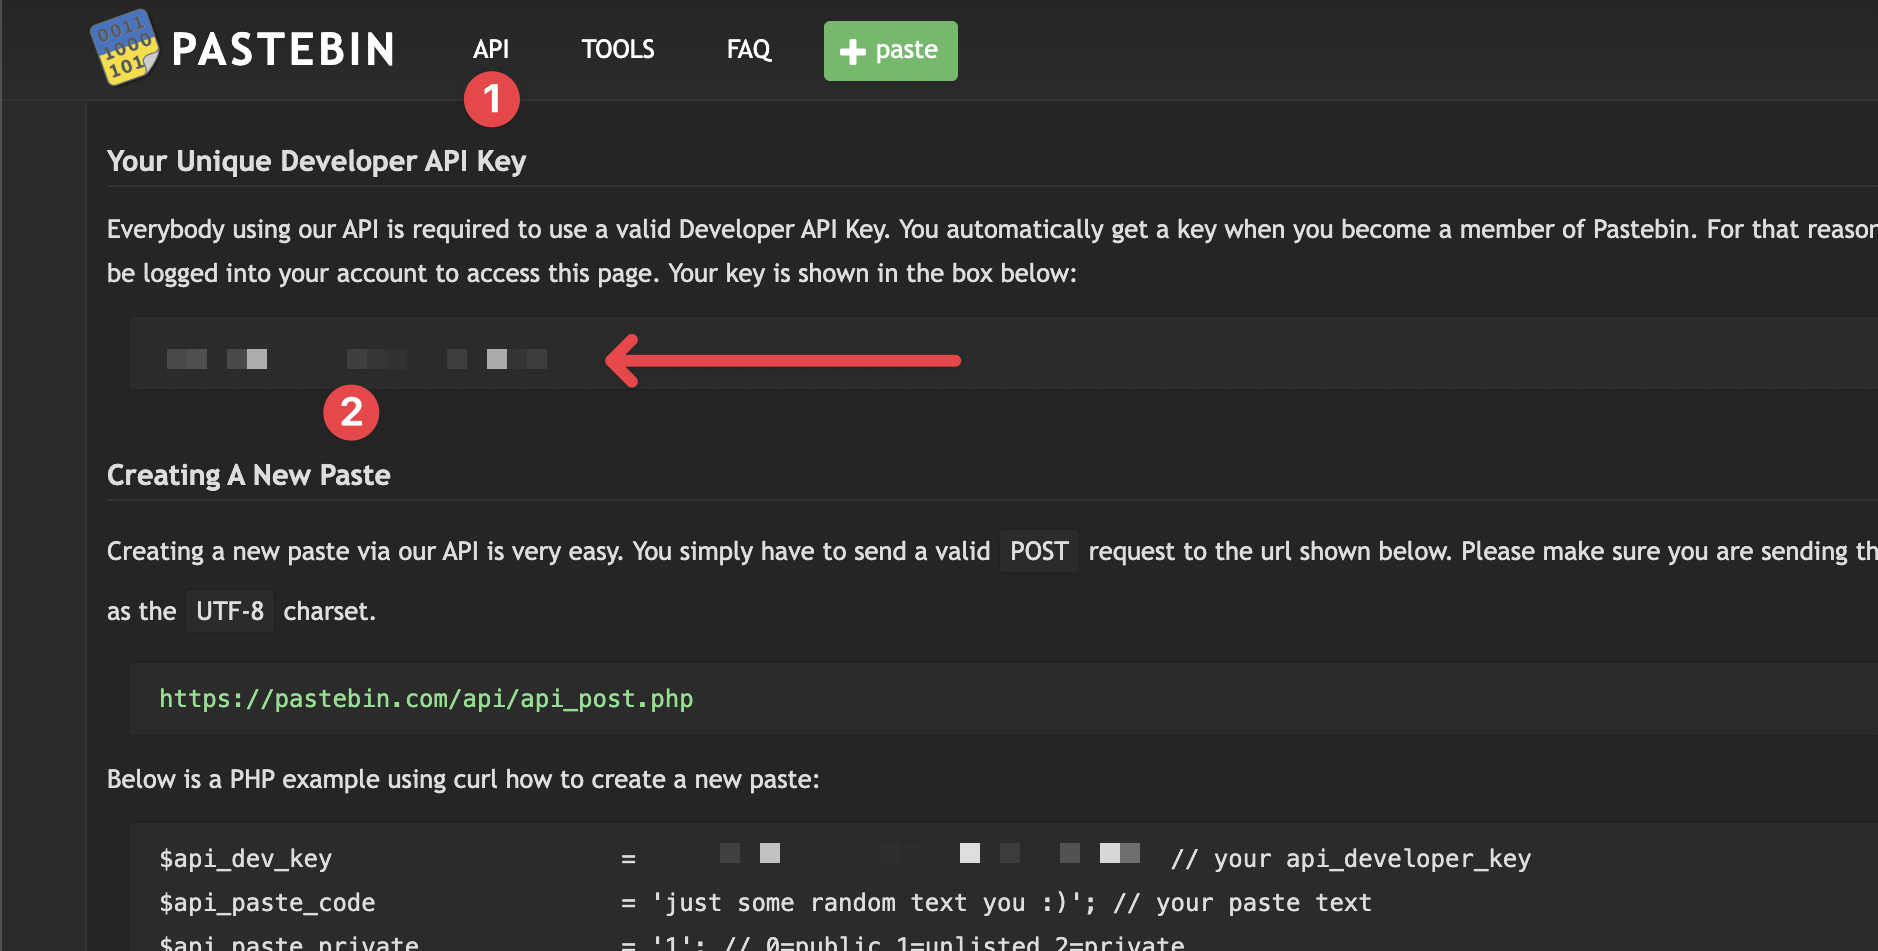 0011
1000
101
PASTEBIN
API
TOOLS
FAQ
paste
1
Your Unique Developer API Key
Everybody using our API is required to use a valid Developer API Key. You automatically get a key when you become a member of Pastebin. For that reason
be logged into your account to access this page. Your key is shown in the box below:
2
Creating A New Paste
Creating a new paste via our API is very easy. You simply have to send a valid POST request to the url shown below. Please make sure you are sending th
as the UTF-8 charset.
https://pastebin.com/api/api_post.php
Below is a PHP example using curl how to create a new paste:
$api_dev_key = // your api_developer_key
$api_paste_code = 'just some random text you :)'; // your paste text
$api_paste_private = '1'; // 0=public 1=unlisted 2=private